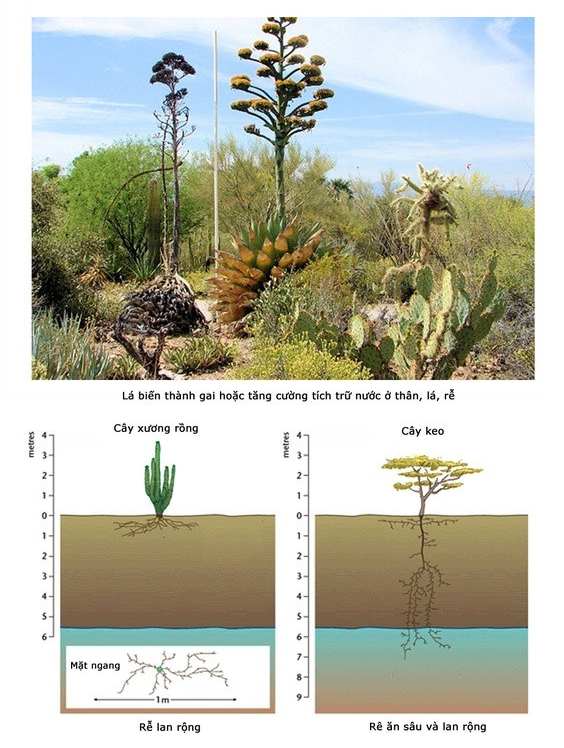 Lá biến thành gai hoặc tăng cường tích trữ nước ở thân, lá, rễ
Cây xương rồng
Cây keo
metres
4
3
2
1
0
1
2
3
4
5
6
metres
4
3
2
1
0
1
2
3
4
5
6
7
8
9
Mặt ngang
1m
Rễ lan rộng
Rê ăn sâu và lan rộng